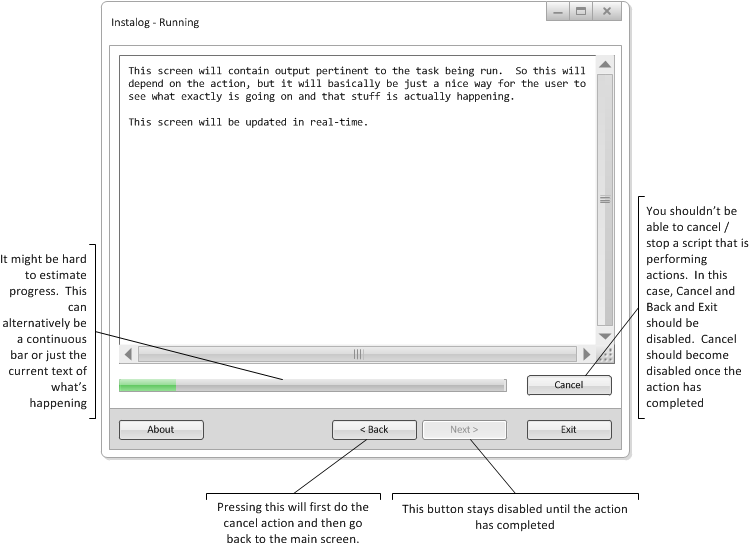 Instalog - Running
This screen will contain output pertinent to the task being run.  So this will
depend on the action, but it will basically be just a nice way for the user to
see what exactly is going on and that stuff is actually happening.
This screen will be updated in real-time.
It might be hard
to estimate
progress.  This
can
alternatively be
a continuous
bar or just the
current text of
what's
happening
You shouldn't be
able to cancel /
stop a script that is
performing
actions.  In this
case, Cancel and
Back and Exit
should be
disabled.  Cancel
should become
disabled once the
action has
completed
Cancel
About
< Back
Next >
Exit
Pressing this will first do the
cancel action and then go
back to the main screen.
This button stays disabled until the action
has completed